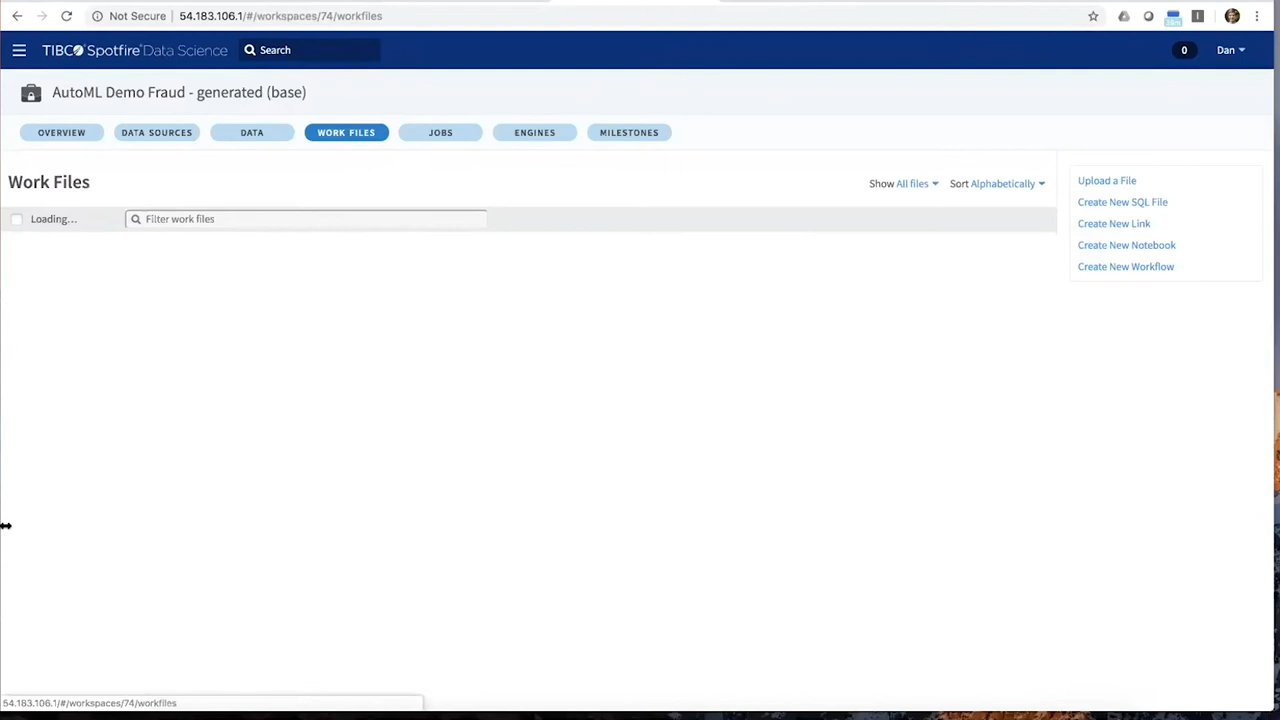 Not Secure 54.183.106.1/#/workspaces/74/workfiles
TIBCO Spotfire Data Science Search 0 Dan
AutoML Demo Fraud - generated (base)
OVERVIEW DATA SOURCES DATA WORK FILES JOBS ENGINES MILESTONES
Work Files Show All files Sort Alphabetically
Loading... Filter work files
Upload a File
Create New SQL File
Create New Link
Create New Notebook
Create New Workflow
54.183.106.1/#/workspaces/74/workfiles